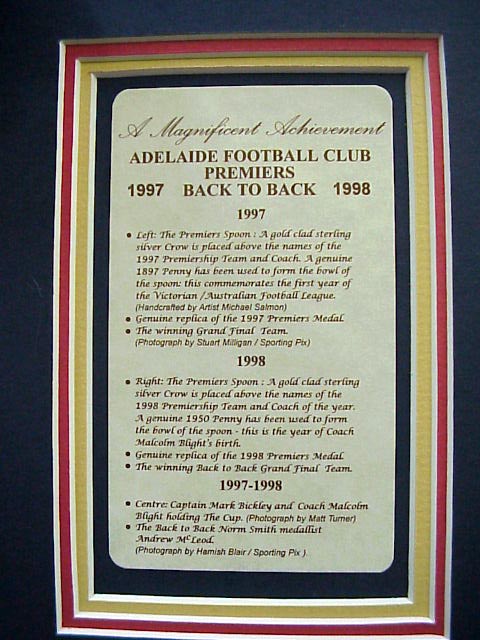 A Magnificent Achievement
ADELAIDE FOOTBALL CLUB
PREMIERS
1997 BACK TO BACK 1998
1997
• Left: The Premiers Spoon : A gold clad sterling
silver Crow is placed above the names of the
1997 Premiership Team and Coach. A genuine
1897 Penny has been used to form the bowl of
the spoon: this commemorates the first year of
the Victorian /Australian Football League.
(Handcrafted by Artist Michael Salmon)
• Genuine replica of the 1997 Premiers Medal.
• The winning Grand Final Team.
(Photograph by Stuart Milligan / Sporting Pix)
1998
• Right: The Premiers Spoon : A gold clad sterling
silver Crow is placed above the names of the
1998 Premiership Team and Coach of the year.
A genuine 1950 Penny has been used to form
the bowl of the spoon - this is the year of Coach
Malcolm Blight's birth.
• Genuine replica of the 1998 Premiers Medal.
• The winning Back to Back Grand Final Team.
1997-1998
• Centre: Captain Mark Bickley and Coach Malcolm
Blight holding The Cup. (Photograph by Matt Turner)
• The Back to Back Norm Smith medallist
Andrew McLeod.
(Photograph by Hamish Blair / Sporting Pix ).